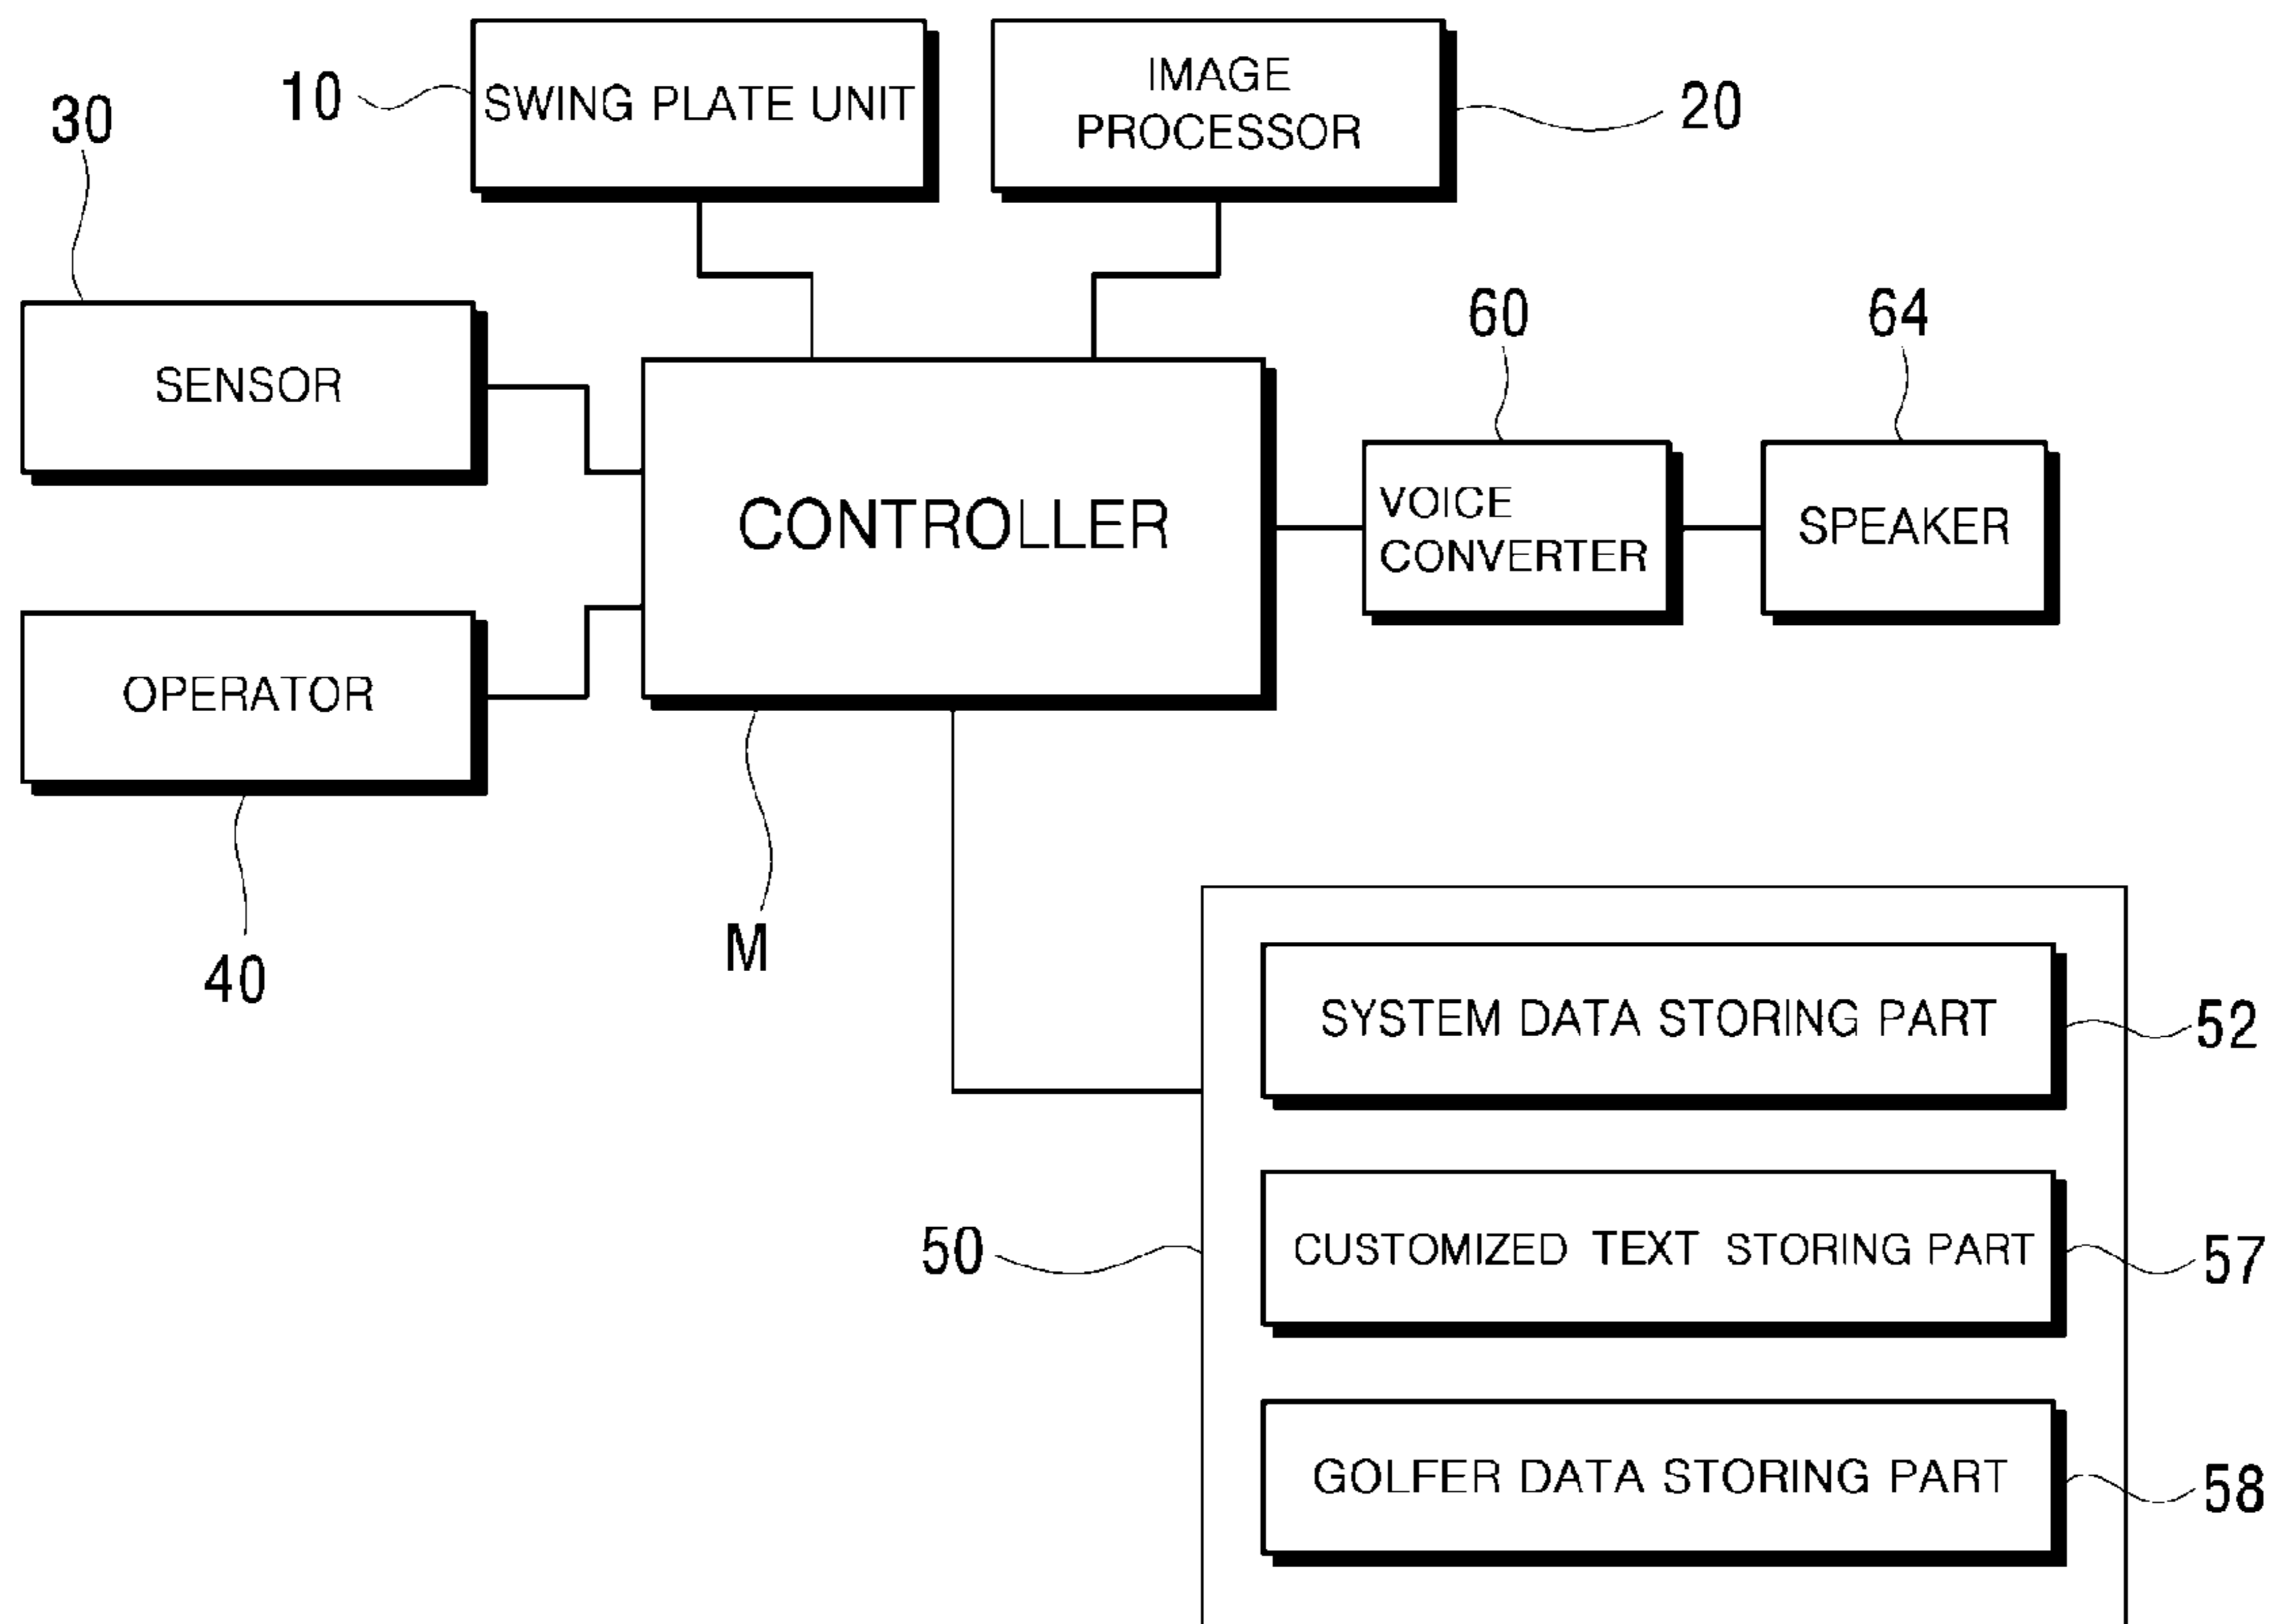 10
SWING PLATE UNIT
IMAGE
PROCESSOR
20
30
SENSOR
60
64
CONTROLLER
VOICE
CONVERTER
SPEAKER
OPERATOR
40
M
SYSTEM DATA STORING PART
52
50
CUSTOMIZED TEXT STORING PART
57
GOLFER DATA STORING PART
58